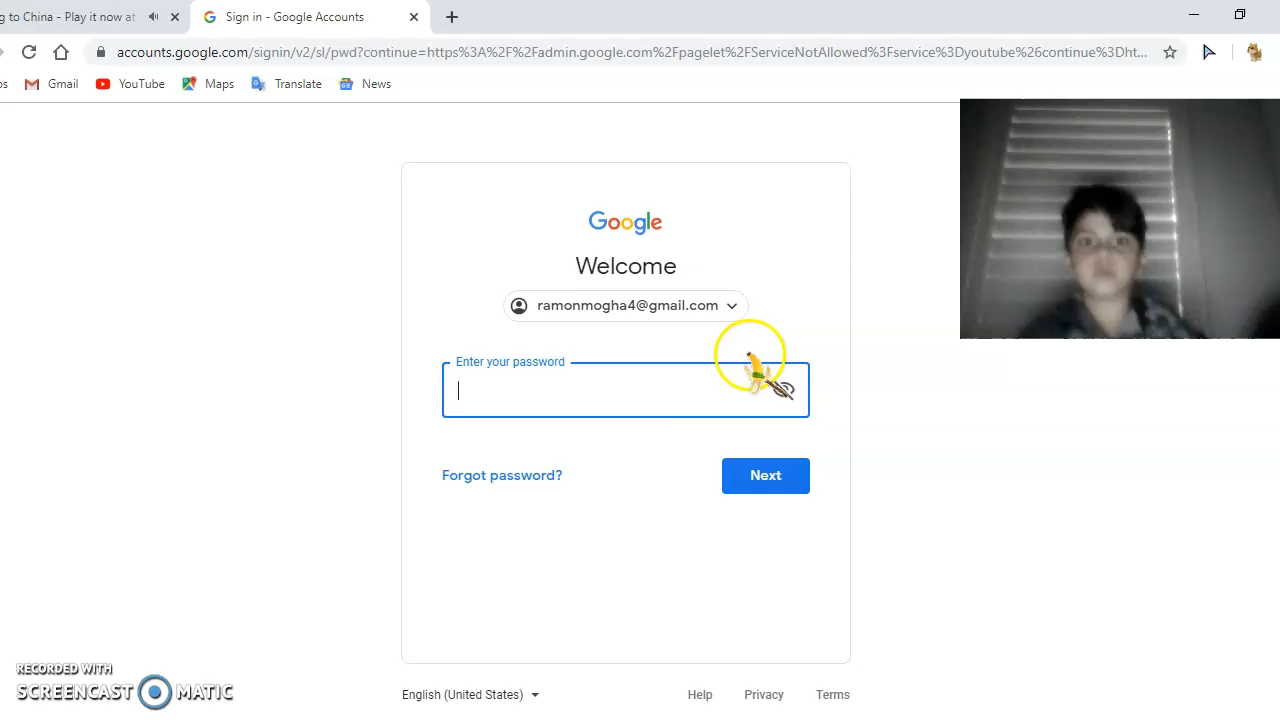 g to China - Play it now at
Sign in - Google Accounts
accounts.google.com/signin/v2/sl/pwd?continue=https%3A%2F%2Fadmin.google.com%2Fpagelet%2FServiceNotAllowed%3Fservice%3Dyoutube%26continue%3Dht...
ps Gmail YouTube Maps Translate News
Google
Welcome
ramonmogha4@gmail.com
Enter your password
Forgot password? Next
RECORDED WITH
SCREENCAST MATIC
English (United States) Help Privacy Terms